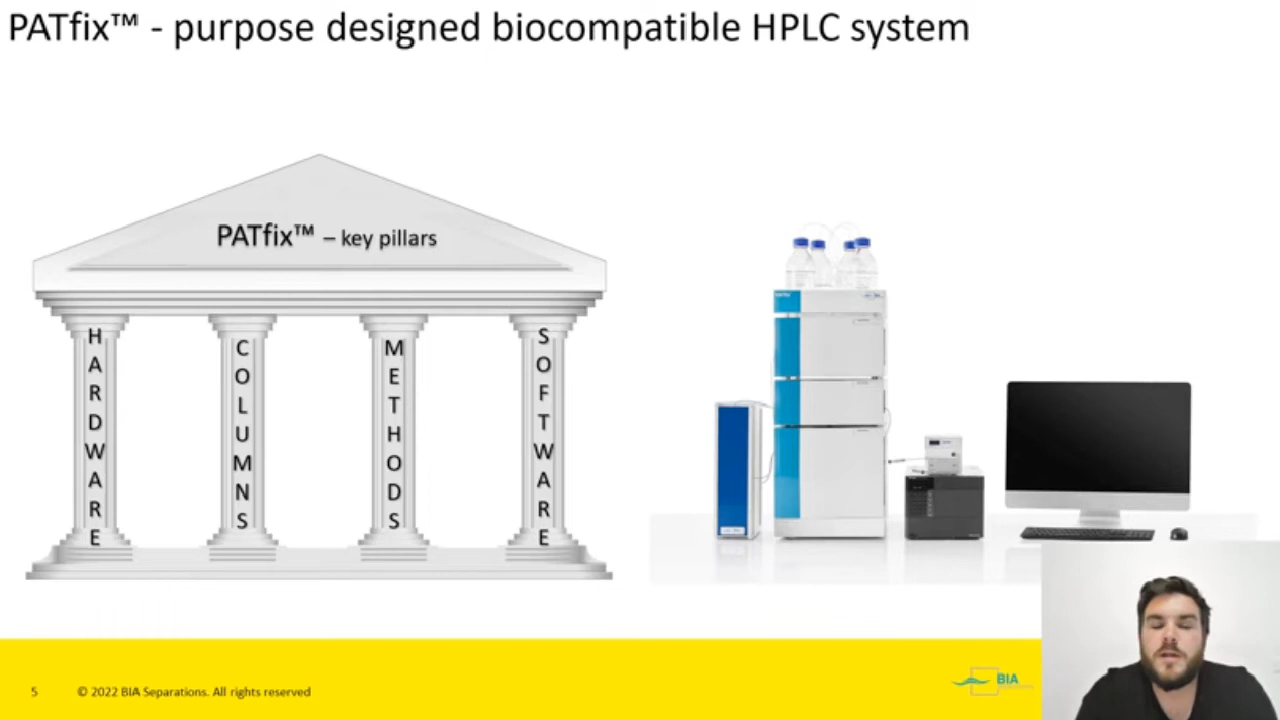 PATfix™ - purpose designed biocompatible HPLC system
PATfix™ – key pillars
HARDWARE
COLUMNS
METHODS
SOFTWARE
5
© 2022 BIA Separations. All rights reserved
BIA